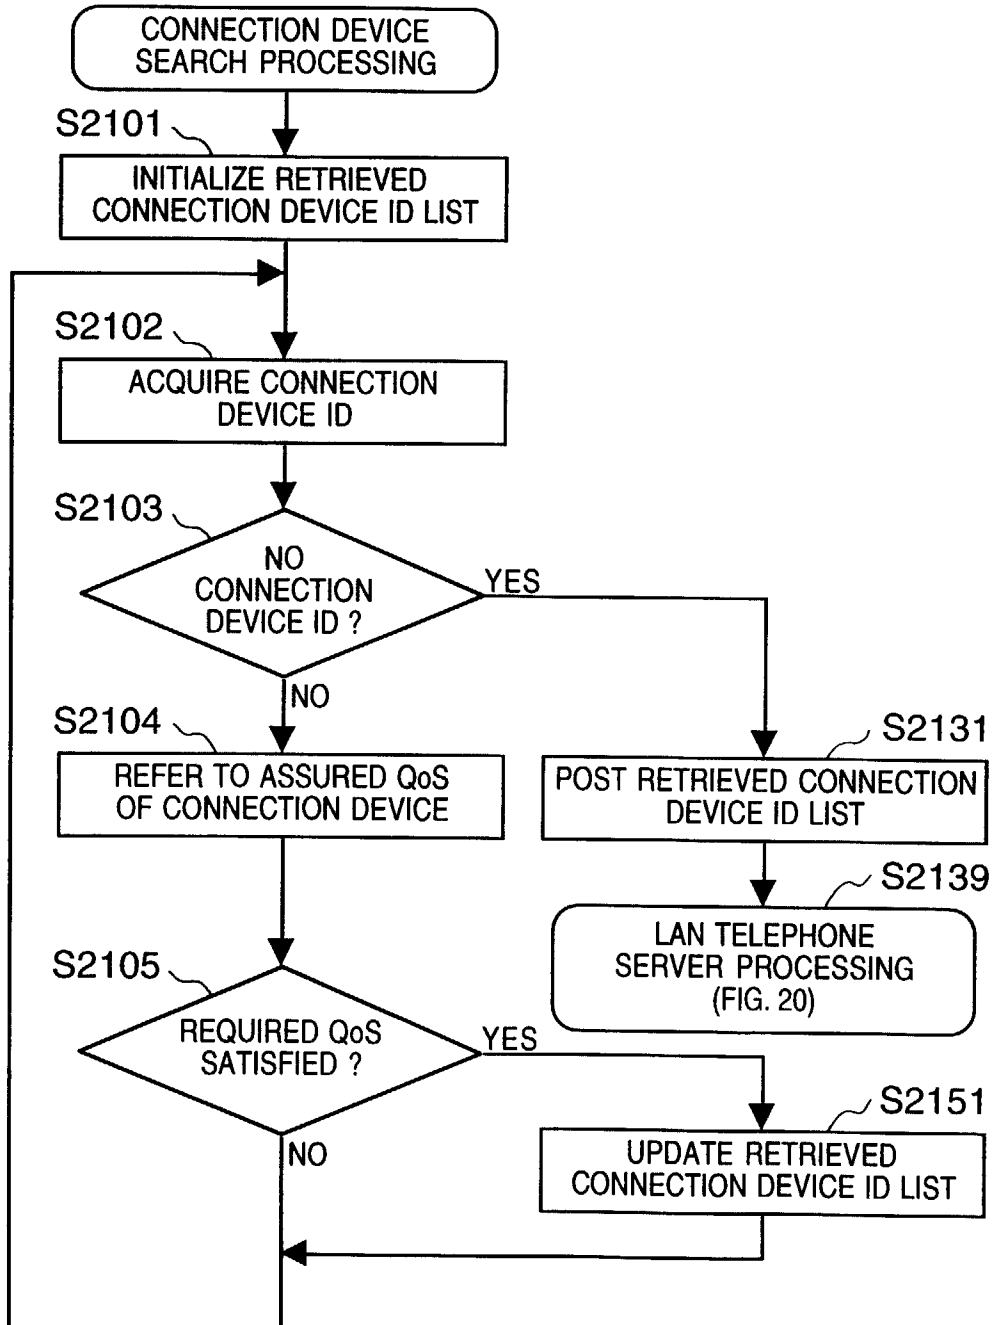 CONNECTION DEVICE
SEARCH PROCESSING
S2101
INITIALIZE RETRIEVED
CONNECTION DEVICE ID LIST
S2102
ACQUIRE CONNECTION
DEVICE ID
S2103
NO
CONNECTION
DEVICE ID ?
YES
NO
S2104
REFER TO ASSURED QoS
OF CONNECTION DEVICE
S2131
POST RETRIEVED CONNECTION
DEVICE ID LIST
S2139
LAN TELEPHONE
SERVER PROCESSING
(FIG. 20)
S2105
REQUIRED QoS
SATISFIED ?
YES
NO
S2151
UPDATE RETRIEVED
CONNECTION DEVICE ID LIST